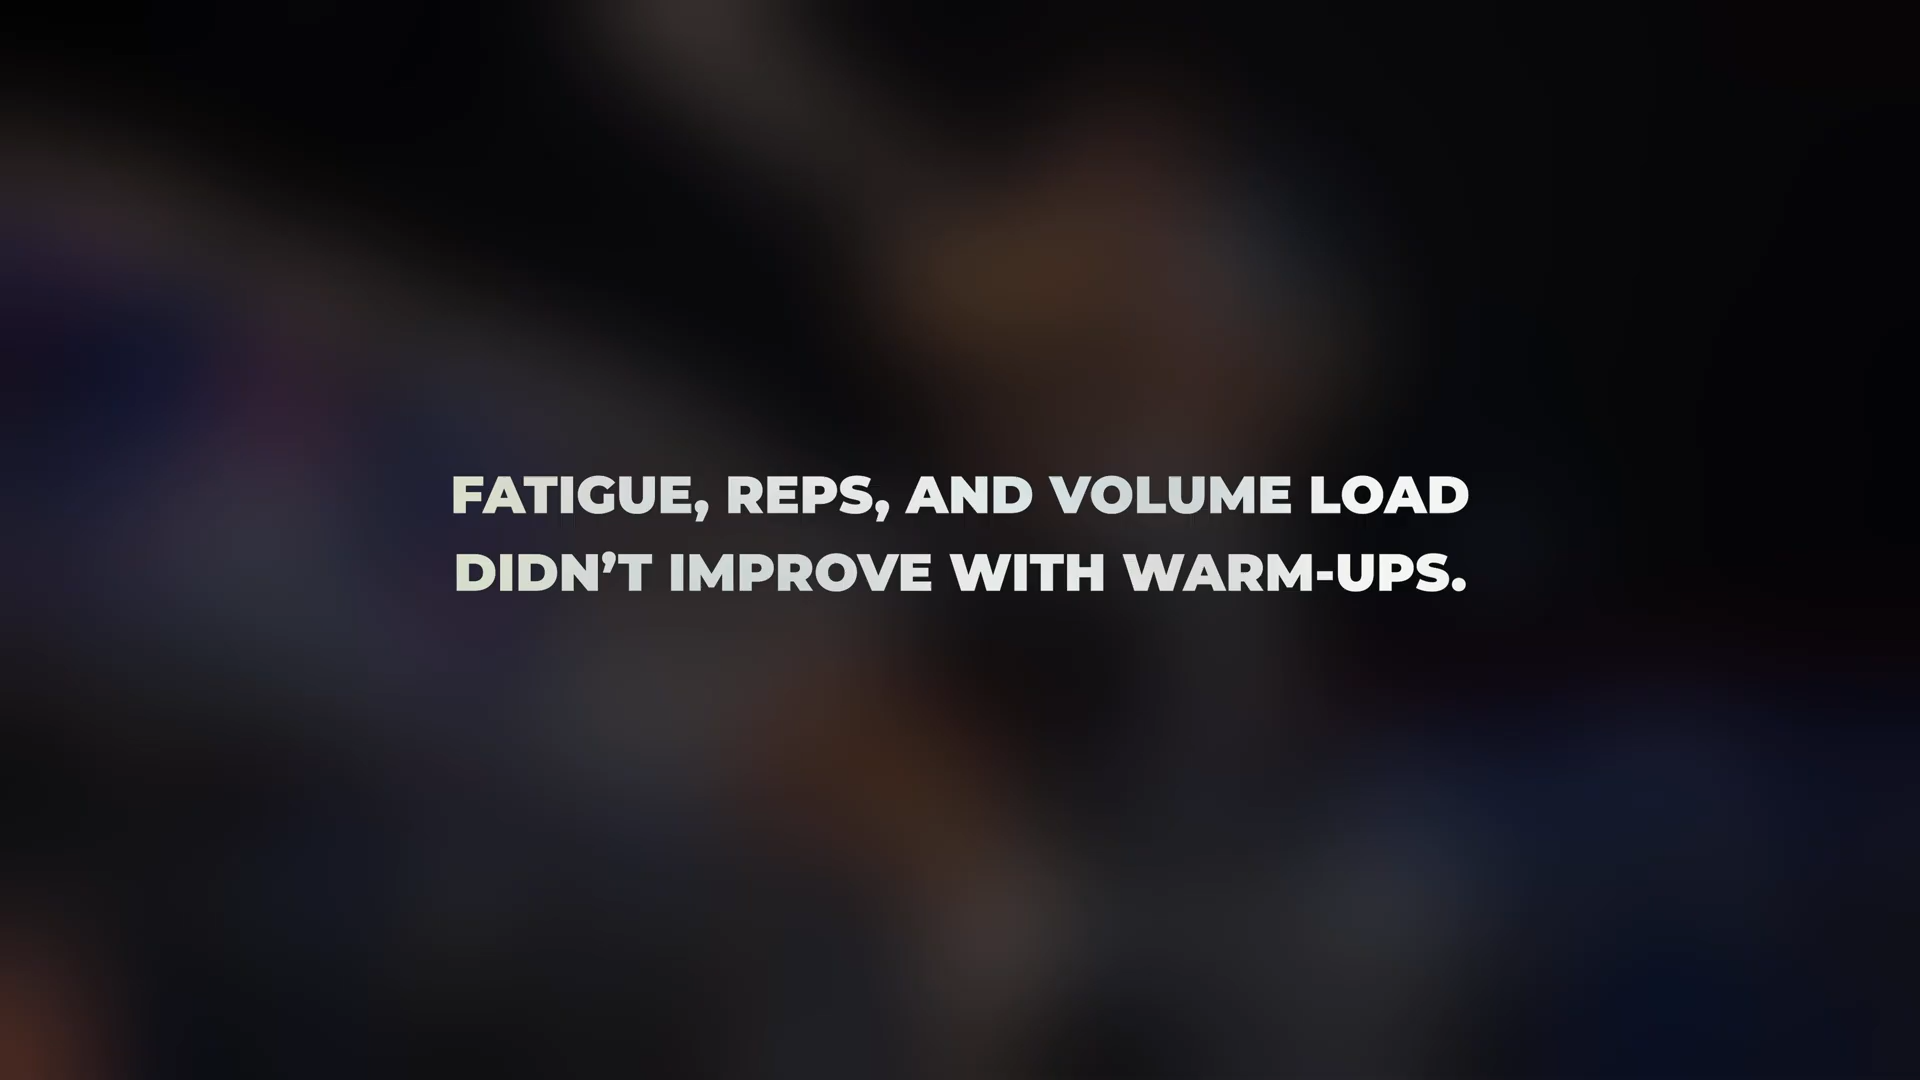 FATIGUE, REPS, AND VOLUME LOAD
DIDN’T IMPROVE WITH WARM-UPS.